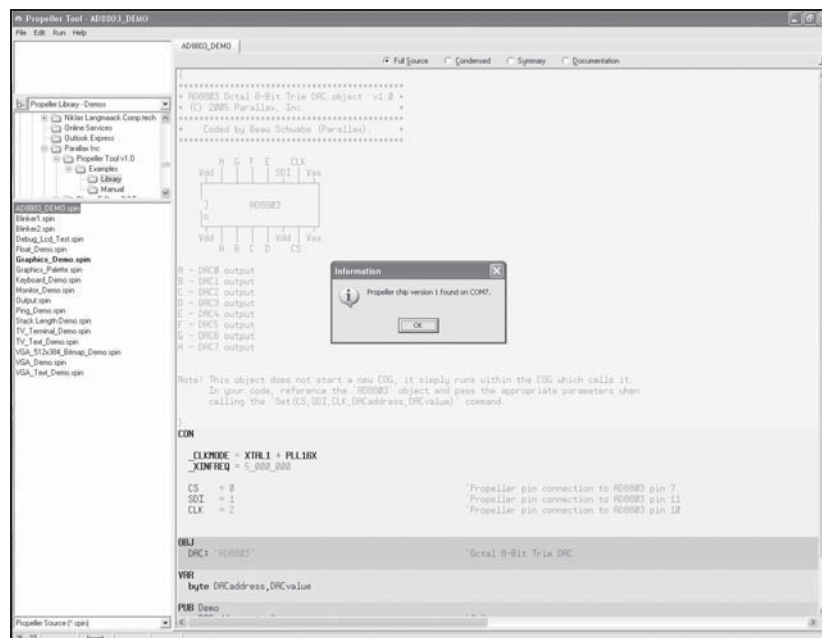 Propeller Tool - AD8803_DEMO
File Edit Run Help
AD8803_DEMO
Full Source Condensed Summary Documentation
Propeller Library - Demos
Niklas Langmaack Comp.tech
Online Services
Outlook Express
Parallax Inc
Propeller Tool v1.0
Examples
Library
Manual
AD8803_DEMO.spin
Blinker1.spin
Blinker2.spin
Debug_Lcd_Test.spin
Float_Demo.spin
Graphics_Demo.spin
Graphics_Palette.spin
Keyboard_Demo.spin
Monitor_Demo.spin
Output.spin
Ping_Demo.spin
Stack Length Demo.spin
TV_Terminal_Demo.spin
TV_Text_Demo.spin
VGA_512x384_Bitmap_Demo.spin
VGA_Demo.spin
VGA_Text_Demo.spin
Propeller Source (*.spin)
{
****************************************
* AD8803 Octal 8-Bit Trim DAC object v1.0 *
* (C) 2005 Parallax, Inc. *
****************************************
* Coded by Beau Schwabe (Parallax) *
****************************************
H G F E CLK
Vdd SDI Vss
AD8803
Vdd Vdd Vss
A B C D CS
A - DAC0 output
B - DAC1 output
C - DAC2 output
D - DAC3 output
E - DAC4 output
F - DAC5 output
G - DAC6 output
H - DAC7 output
Information
Propeller chip version 1 found on COM7.
OK
Note: This object does not start a new COG, it simply runs within the COG which calls it.
In your code, reference the 'AD8803' object and pass the appropriate parameters when
calling the 'Set(CS,SDI,CLK,DACaddress,DACvalue)' command.
}
CON
_CLKMODE = XTAL1 + PLL16X
_XINFREQ = 5_000_000
CS = 0 'Propeller pin connection to AD8803 pin 7
SDI = 1 'Propeller pin connection to AD8803 pin 11
CLK = 2 'Propeller pin connection to AD8803 pin 10
OBJ
DAC: "AD8803" 'Octal 8-Bit Trim DAC
VAR
byte DACaddress,DACvalue
PUB Demo
Insert